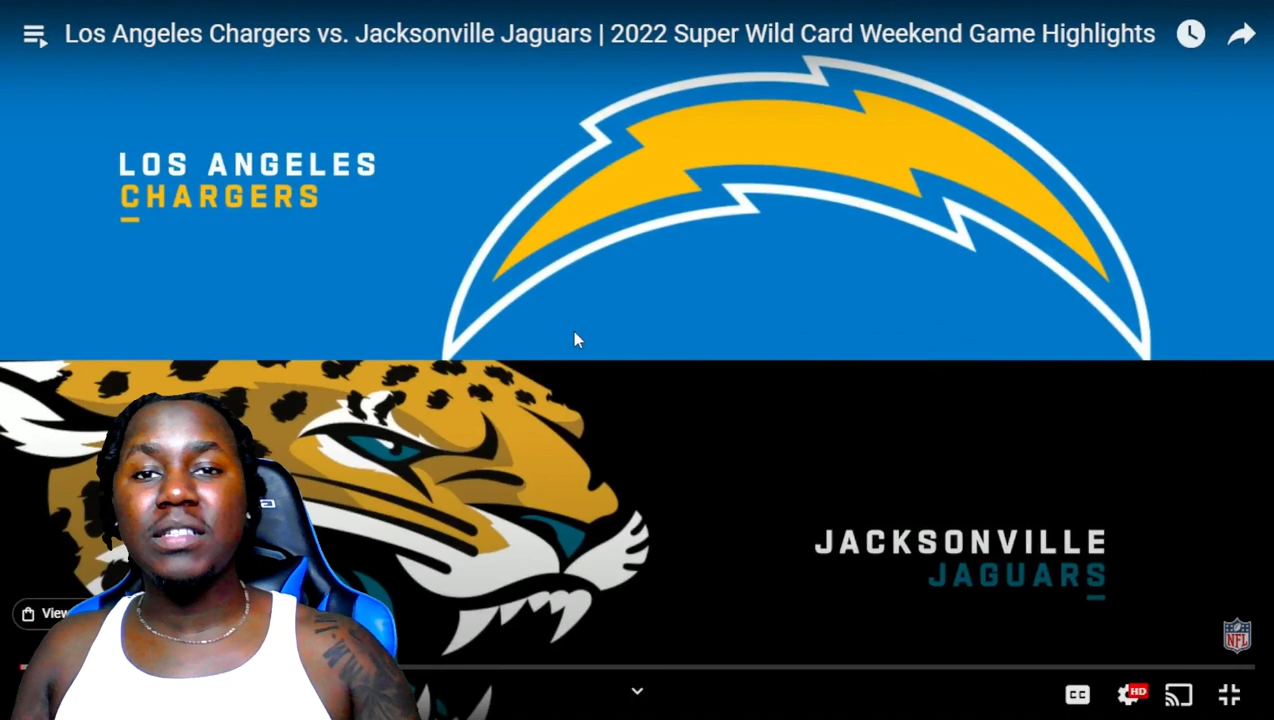 Los Angeles Chargers vs. Jacksonville Jaguars | 2022 Super Wild Card Weekend Game Highlights
LOS ANGELES
CHARGERS
JACKSONVILLE
JAGUARS
View
NFL
CC
HD